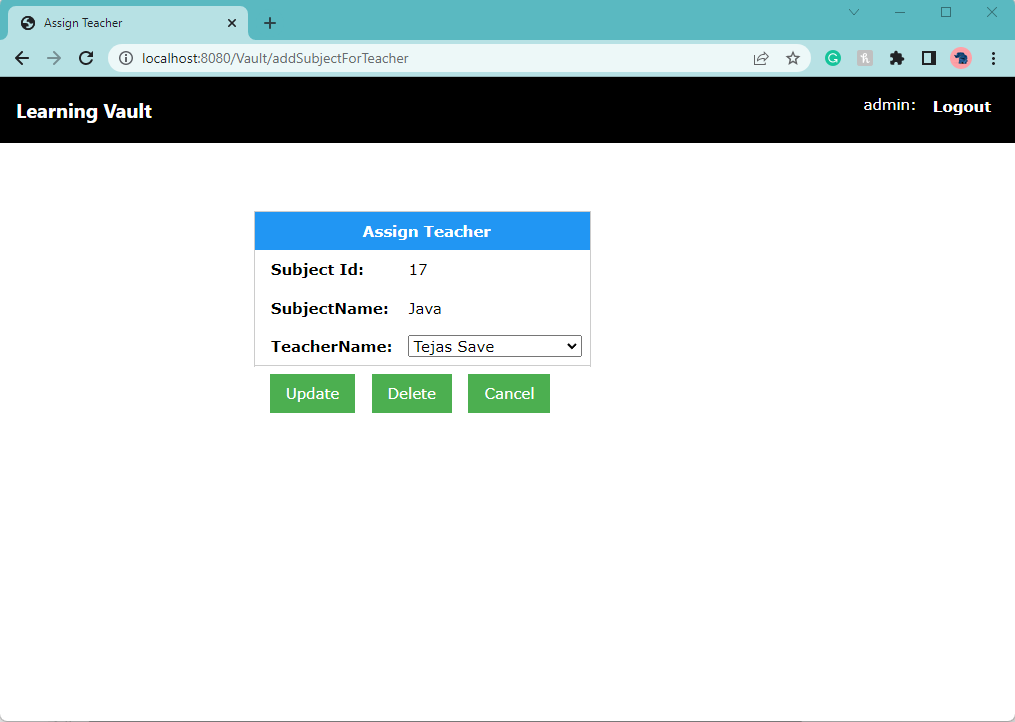 Assign Teacher
localhost:8080/Vault/addSubjectForTeacher
Learning Vault
admin: Logout
Assign Teacher
Subject Id: 17
SubjectName: Java
TeacherName: Tejas Save
Update Delete Cancel